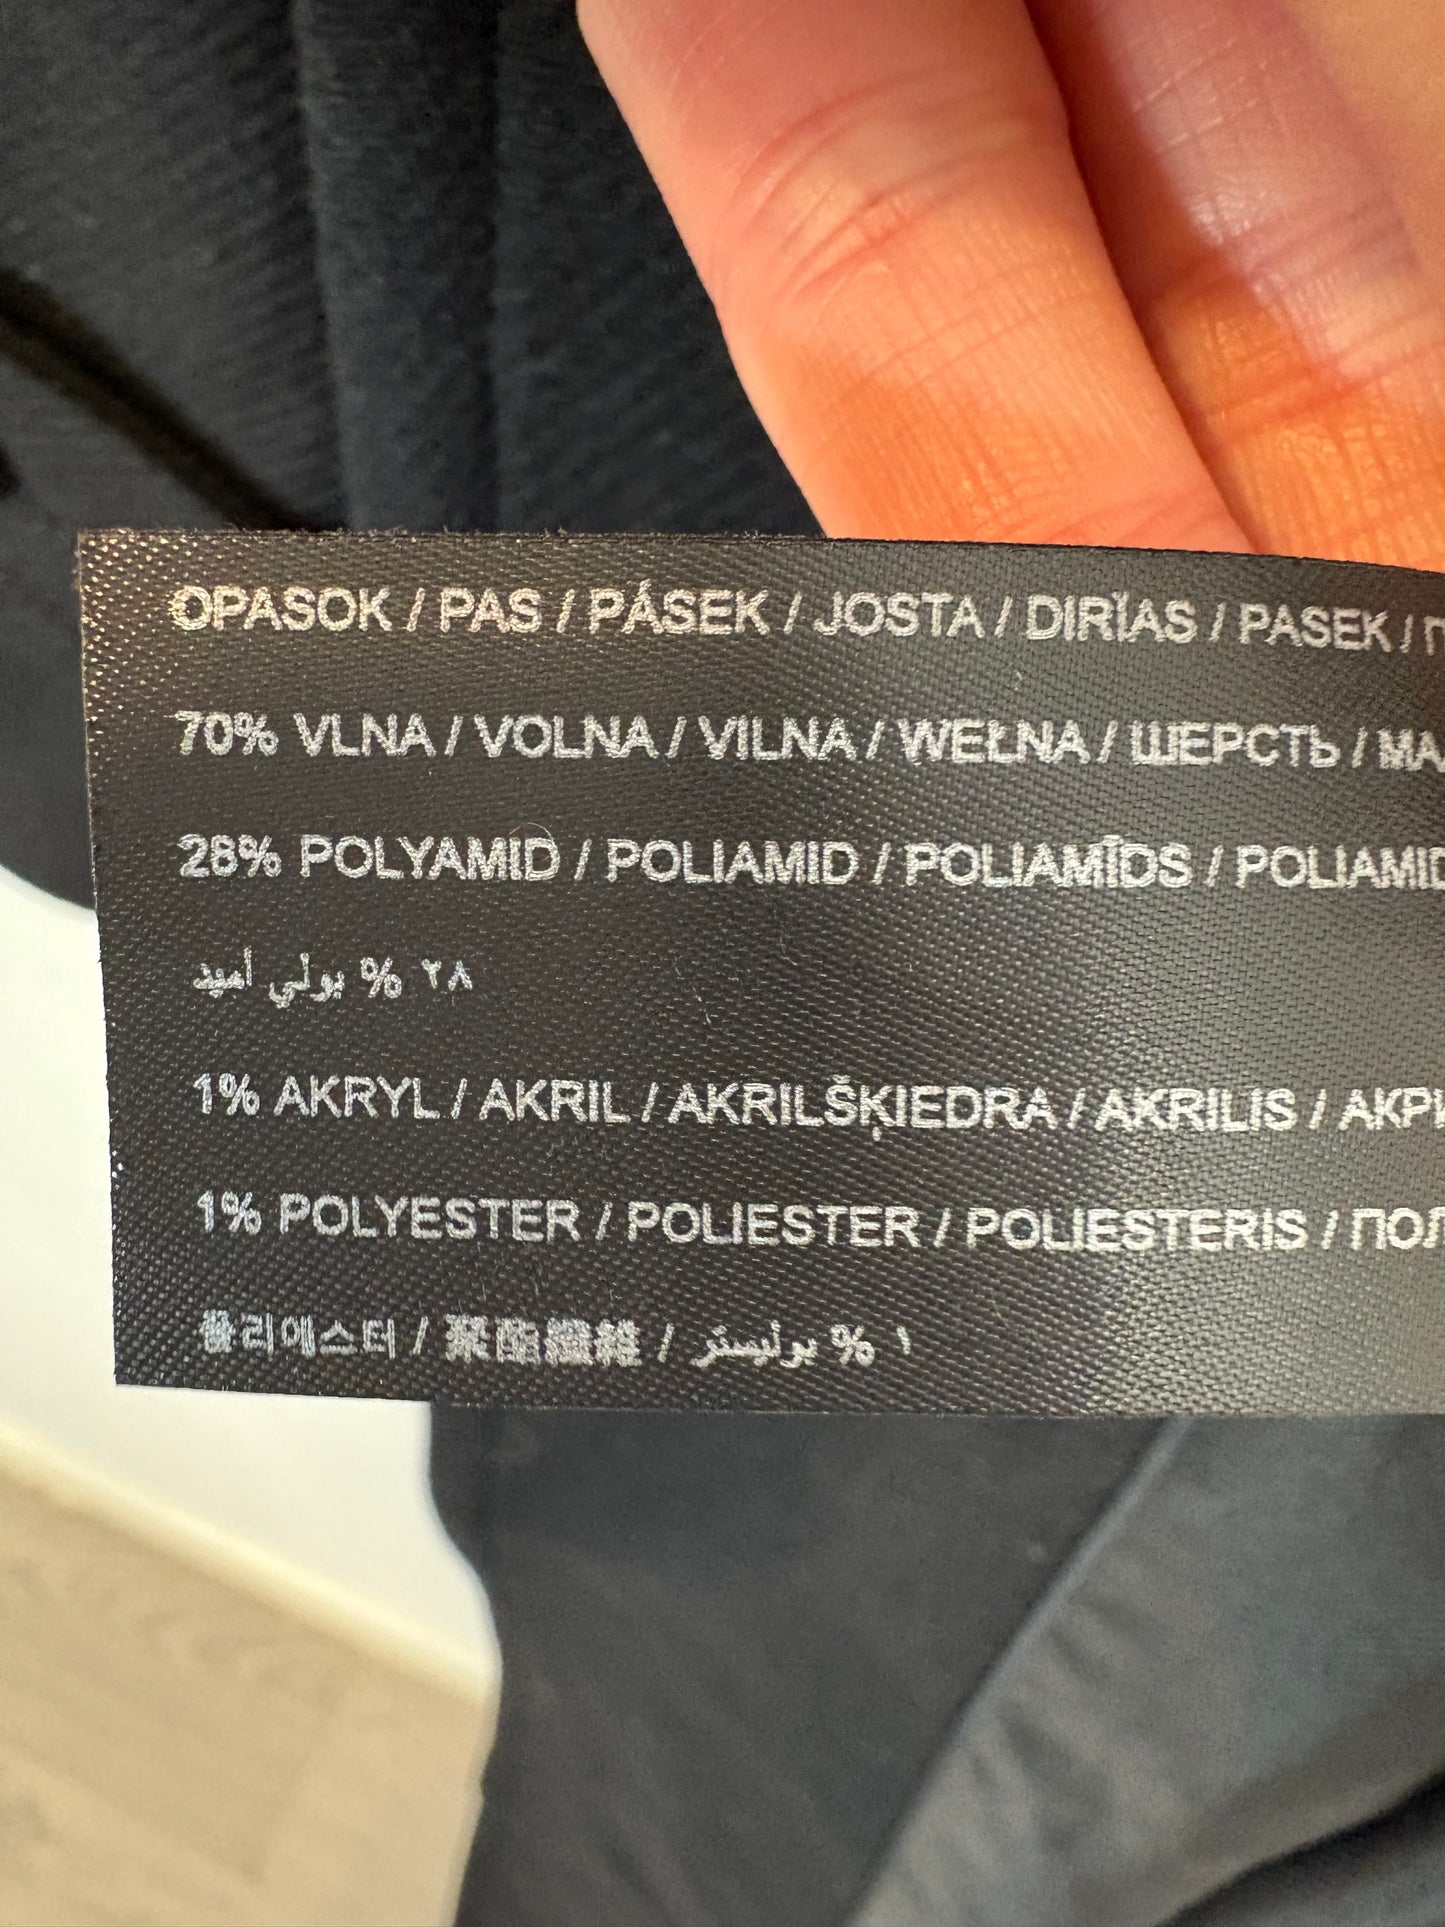 OPASOK / PAS / PÁSEK / JOSTA / DIRŽAS / PASEK /
70% VLNA / VOLNA / VILNA / WEŁNA / ШЕРСТЬ /
28% POLYAMID / POLIAMID / POLIAMĪDS / POLIAMID
٢٨ % بولي أميد
1% AKRYL / AKRIL / AKRILŠĶIEDRA / AKRILIS /
1% POLYESTER / POLIESTER / POLIESTERIS /
폴리에스터 / 聚酯纖維 / ١ % بوليستر